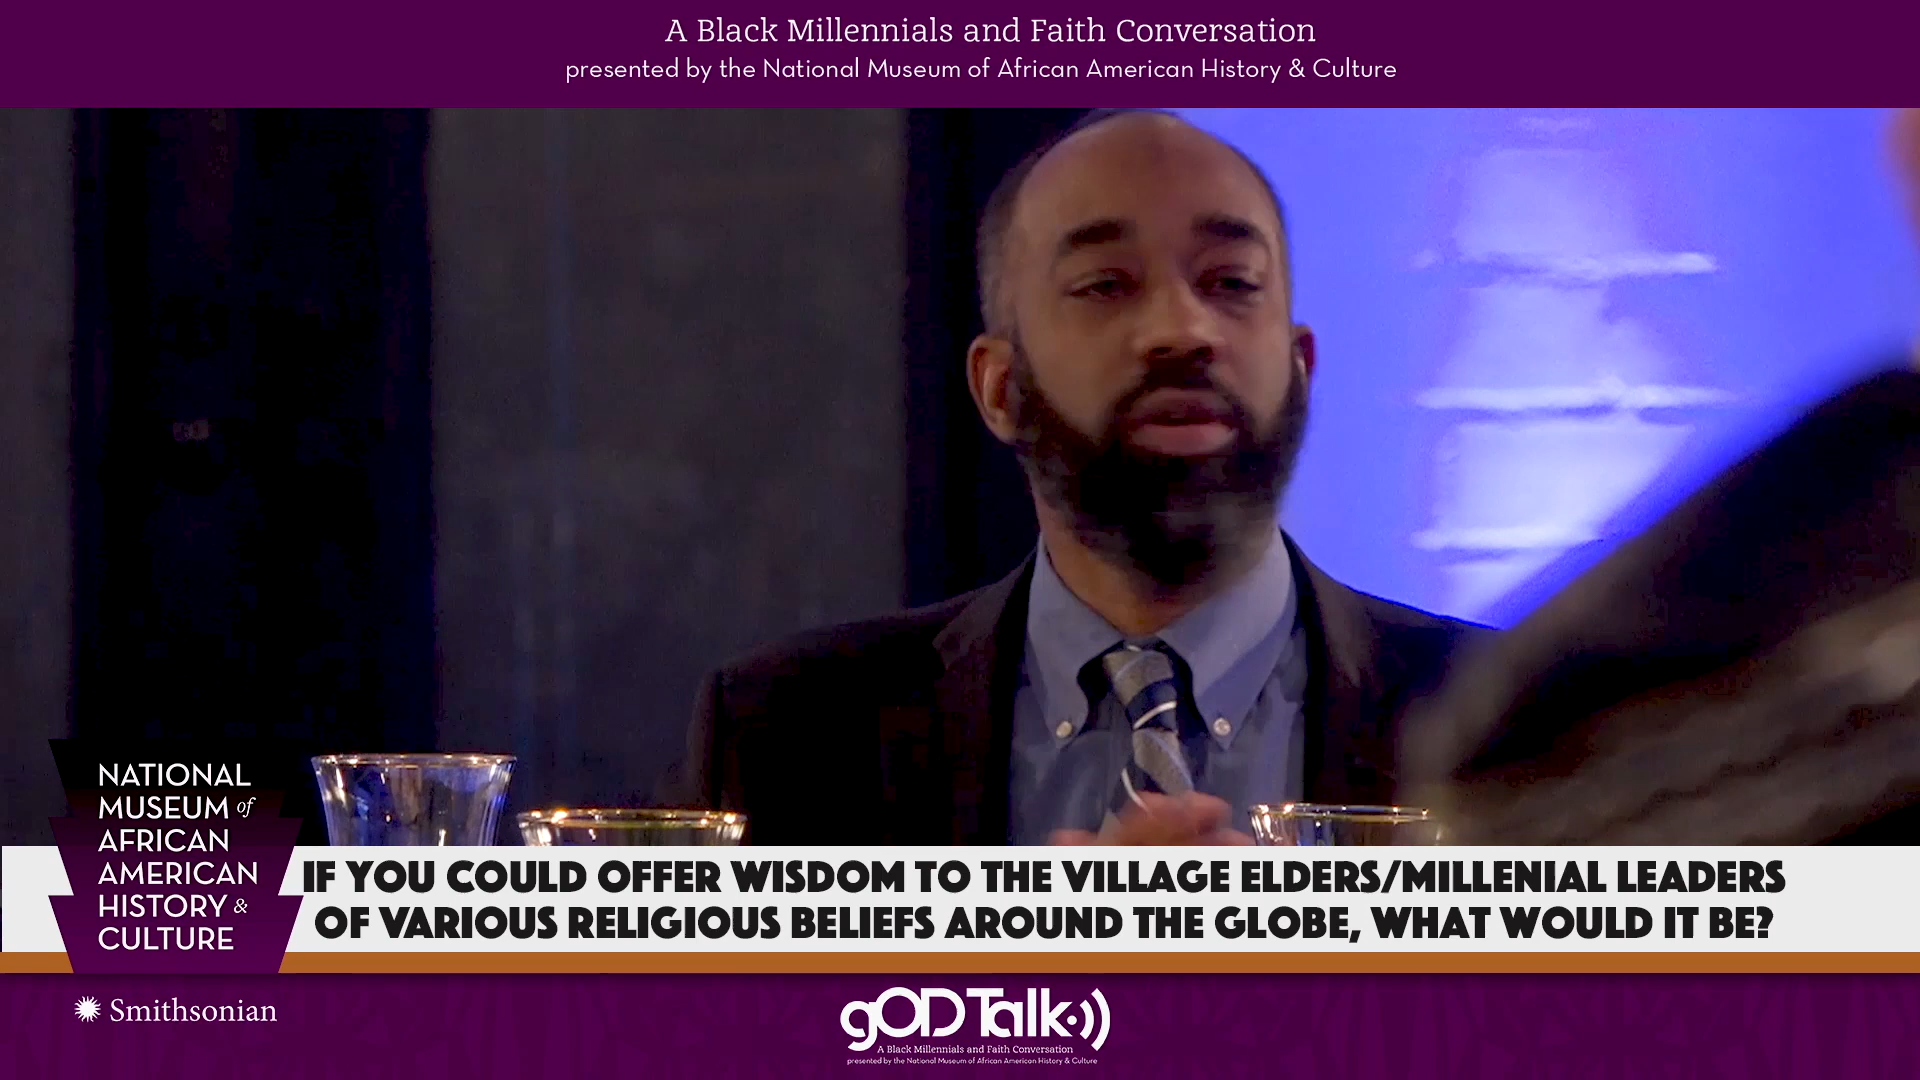 A Black Millennials and Faith Conversation
presented by the National Museum of African American History & Culture
NATIONAL
MUSEUM of
AFRICAN
AMERICAN
HISTORY &
CULTURE
IF YOU COULD OFFER WISDOM TO THE VILLAGE ELDERS/MILLENIAL LEADERS
OF VARIOUS RELIGIOUS BELIEFS AROUND THE GLOBE, WHAT WOULD IT BE?
Smithsonian
gOD Talk
A Black Millennials and Faith Conversation
presented by the National Museum of African American History & Culture